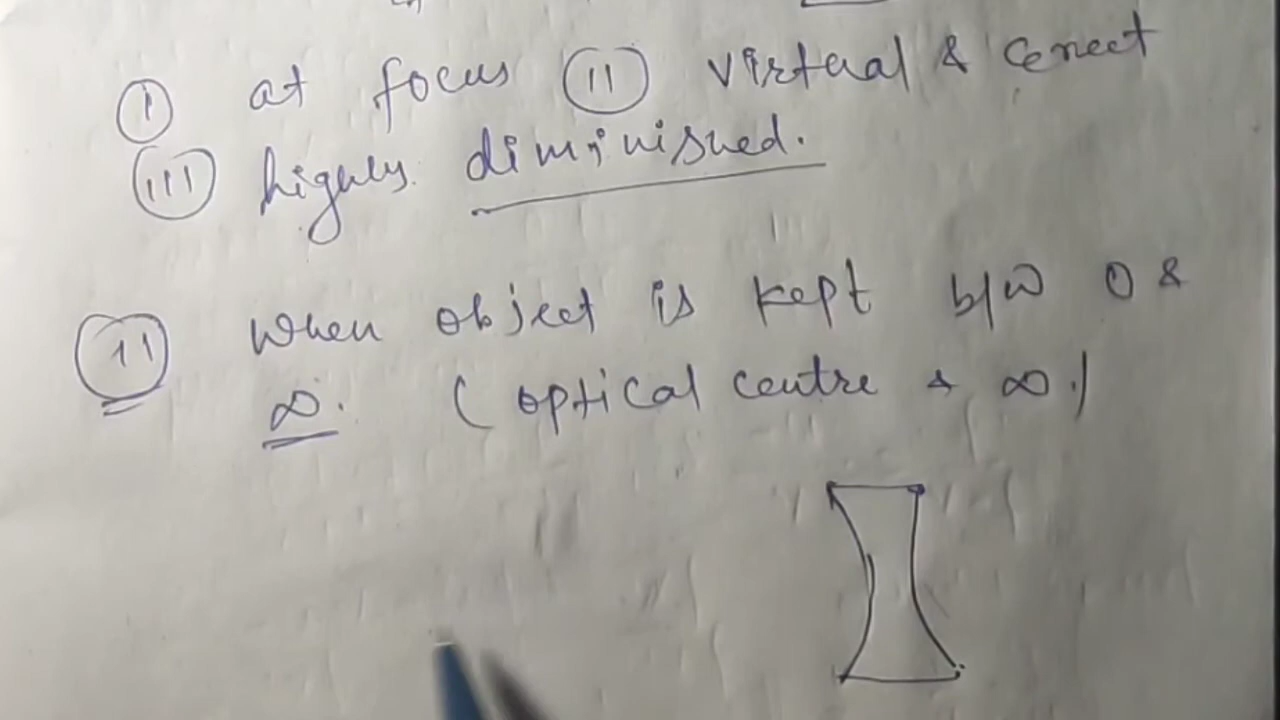 I at focus II virtual & erect
III highly diminished.
II when object is kept b/w O &
∞. (optical centre & ∞.)